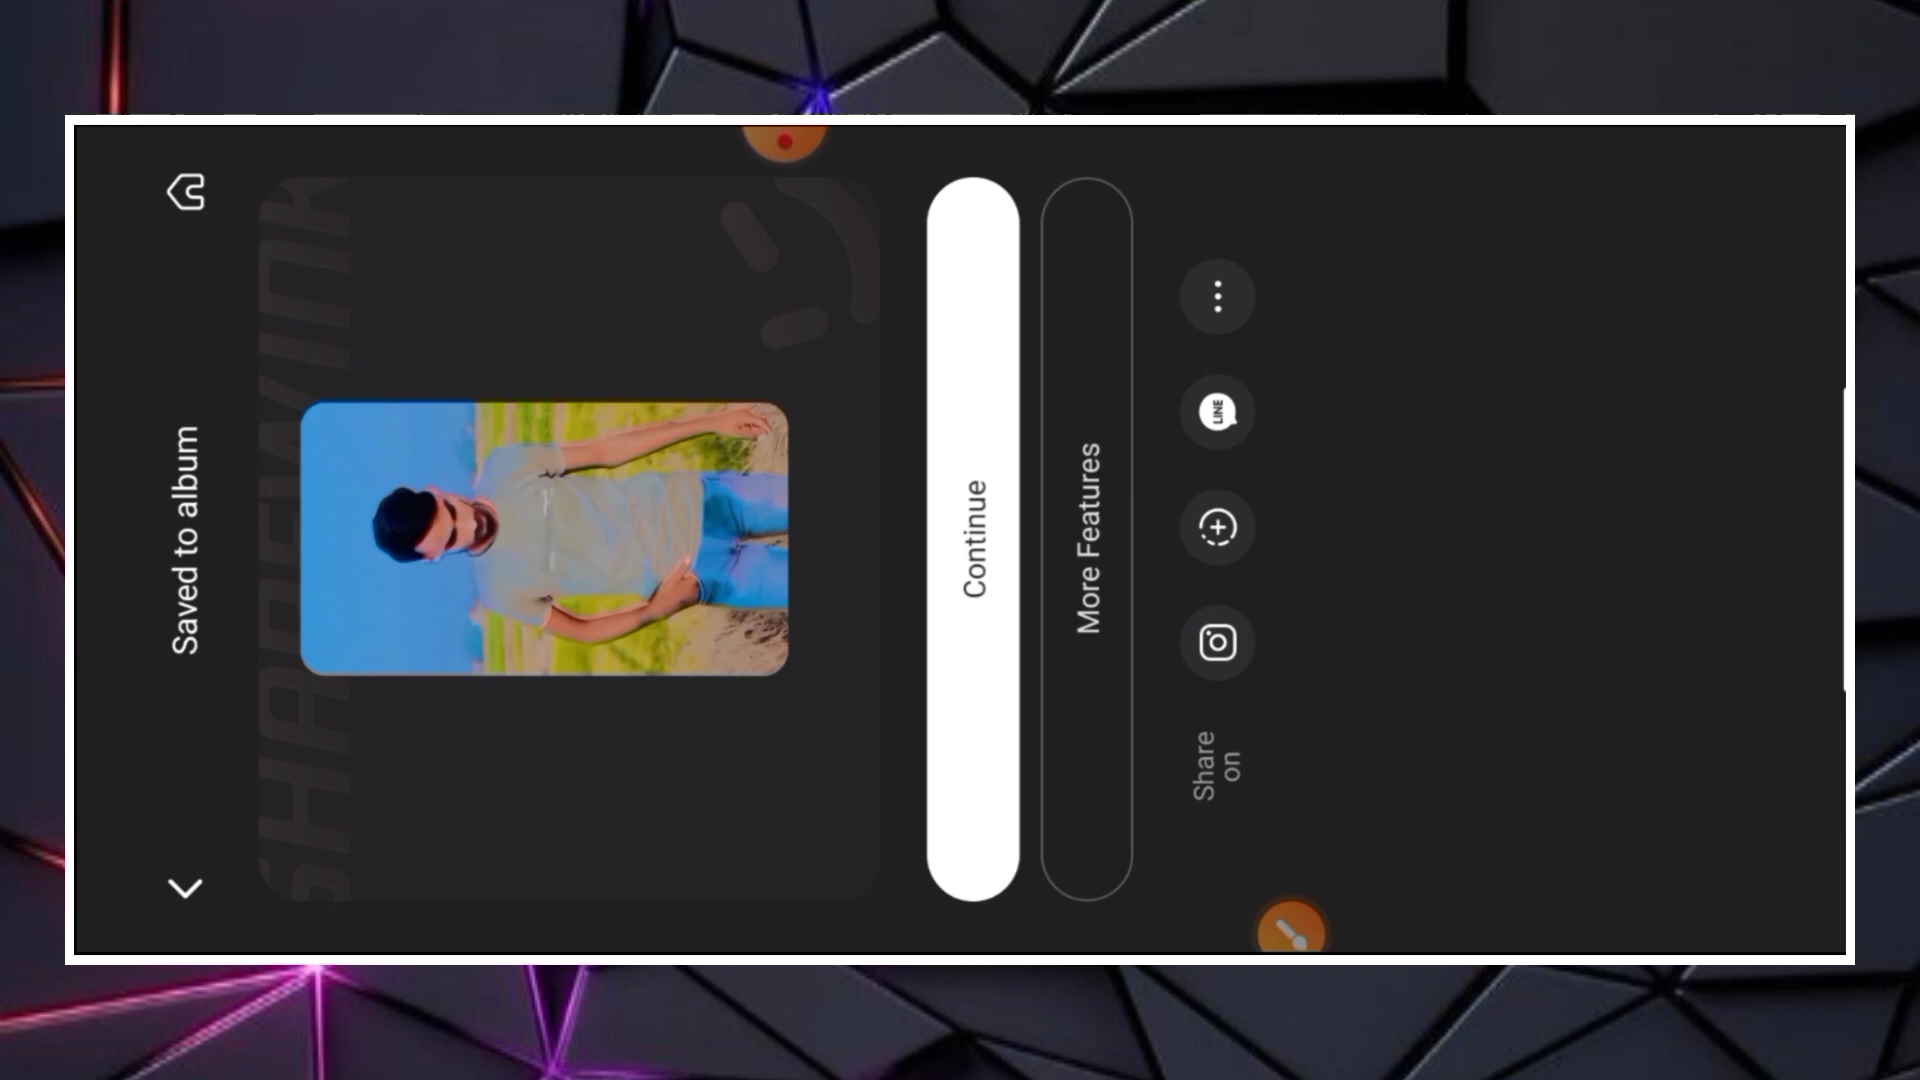 Saved to album
Continue
More Features
Share
on
LINE